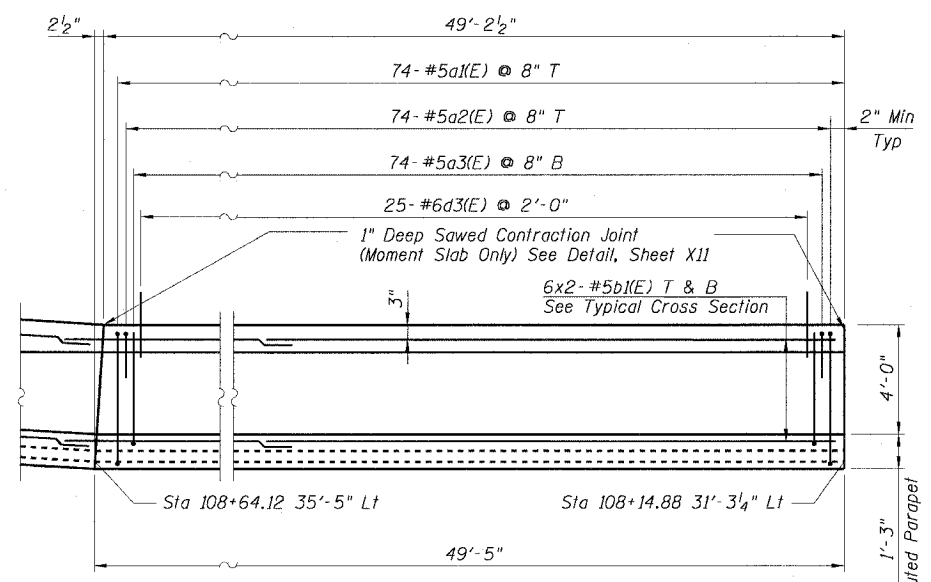 2½" 49'-2½"
74- #5a1(E) @ 8" T
74- #5a2(E) @ 8" T
2" Min
Typ
74- #5a3(E) @ 8" B
25- #6d3(E) @ 2'-0"
1" Deep Sawed Contraction Joint
(Moment Slab Only) See Detail, Sheet X11
6x2- #5b1(E) T & B
See Typical Cross Section
3"
4'-0"
Sta 108+64.12 35'-5" Lt
Sta 108+14.88 31'-3¼" Lt
1'-3"
Parapet
49'-5"